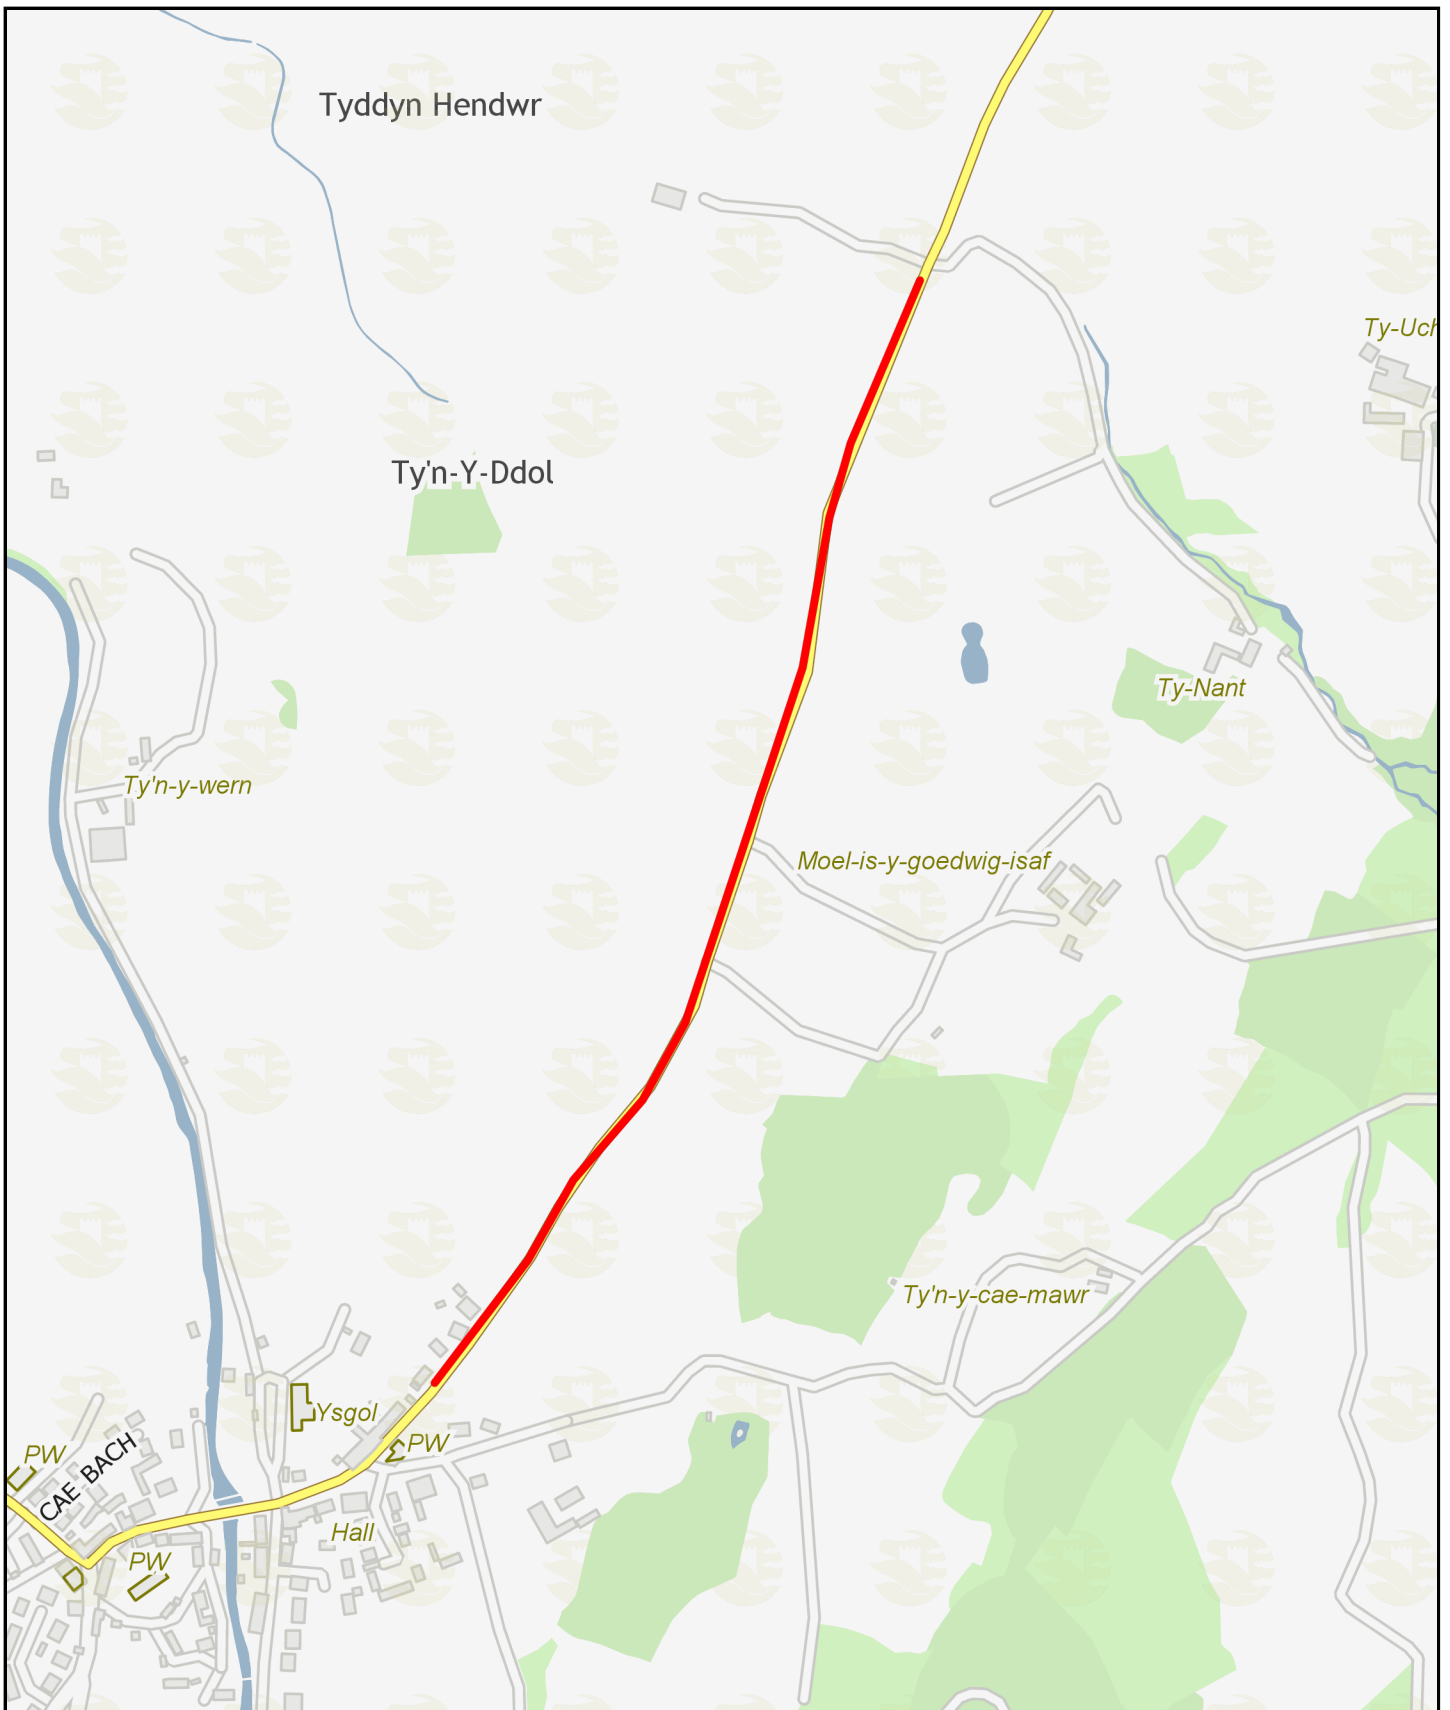 Tyddyn Hendwr
Ty-Uch
Ty'n-Y-Ddol
Ty-Nant
Ty'n-y-wern
Moel-is-y-goedwig-isaf
Ty'n-y-cae-mawr
Ysgol
PW
PW
CAE BACH
Hall
PW